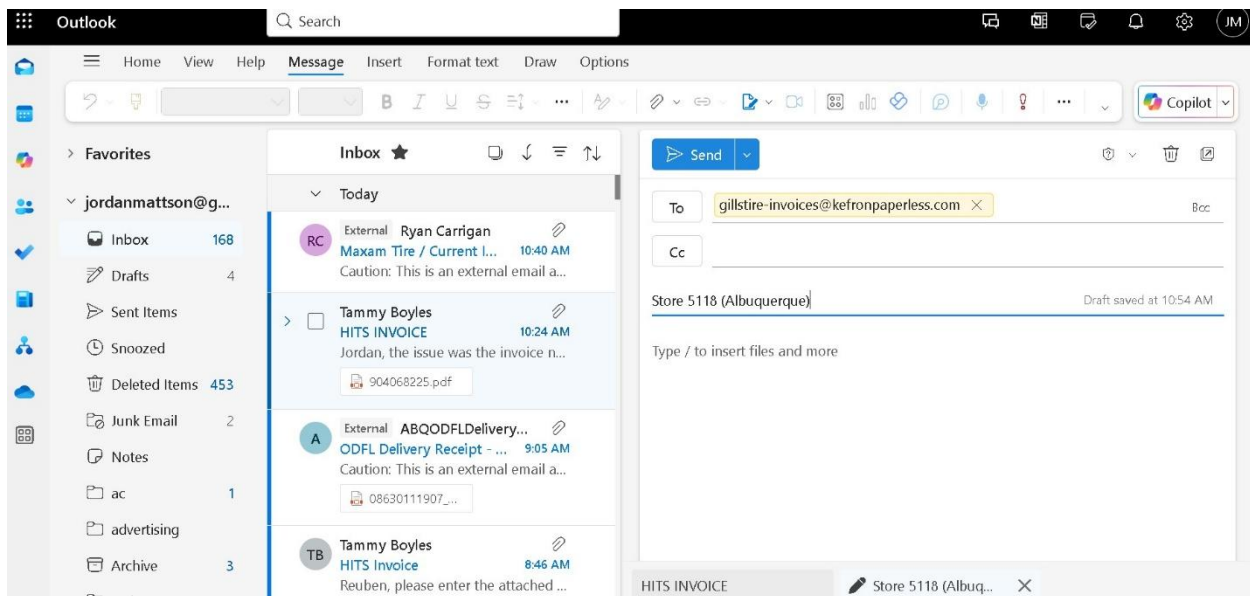 Outlook
Search
JM
Home View Help Message Insert Format text Draw Options
B I U S
Copilot
Favorites
jordanmattson@g...
Inbox 168
Drafts 4
Sent Items
Snoozed
Deleted Items 453
Junk Email 2
Notes
ac 1
advertising
Archive 3
Inbox
Today
RC
External Ryan Carrigan
Maxam Tire / Current I... 10:40 AM
Caution: This is an external email a...
Tammy Boyles
HITS INVOICE 10:24 AM
Jordan, the issue was the invoice n...
904068225.pdf
A
External ABQODFLDelivery...
ODFL Delivery Receipt - ... 9:05 AM
Caution: This is an external email a...
08630111907_...
TB
Tammy Boyles
HITS Invoice 8:46 AM
Reuben, please enter the attached ...
Send
To gillstire-invoices@kefronpaperless.com Bcc
Cc
Store 5118 (Albuquerque) Draft saved at 10:54 AM
Type / to insert files and more
HITS INVOICE Store 5118 (Albuq...